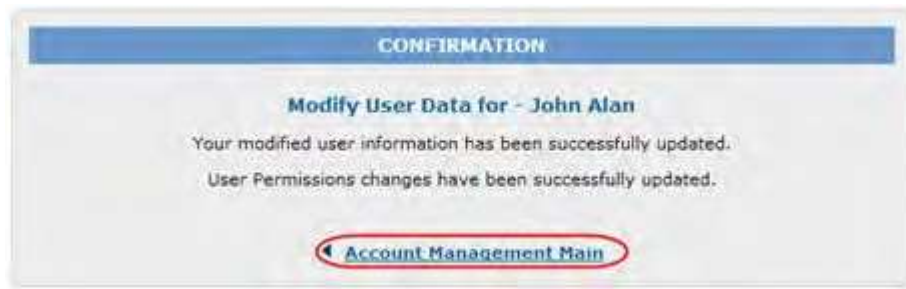 CONFIRMATION
Modify User Data for - John Alan
Your modified user information has been successfully updated.
User Permissions changes have been successfully updated.
Account Management Main